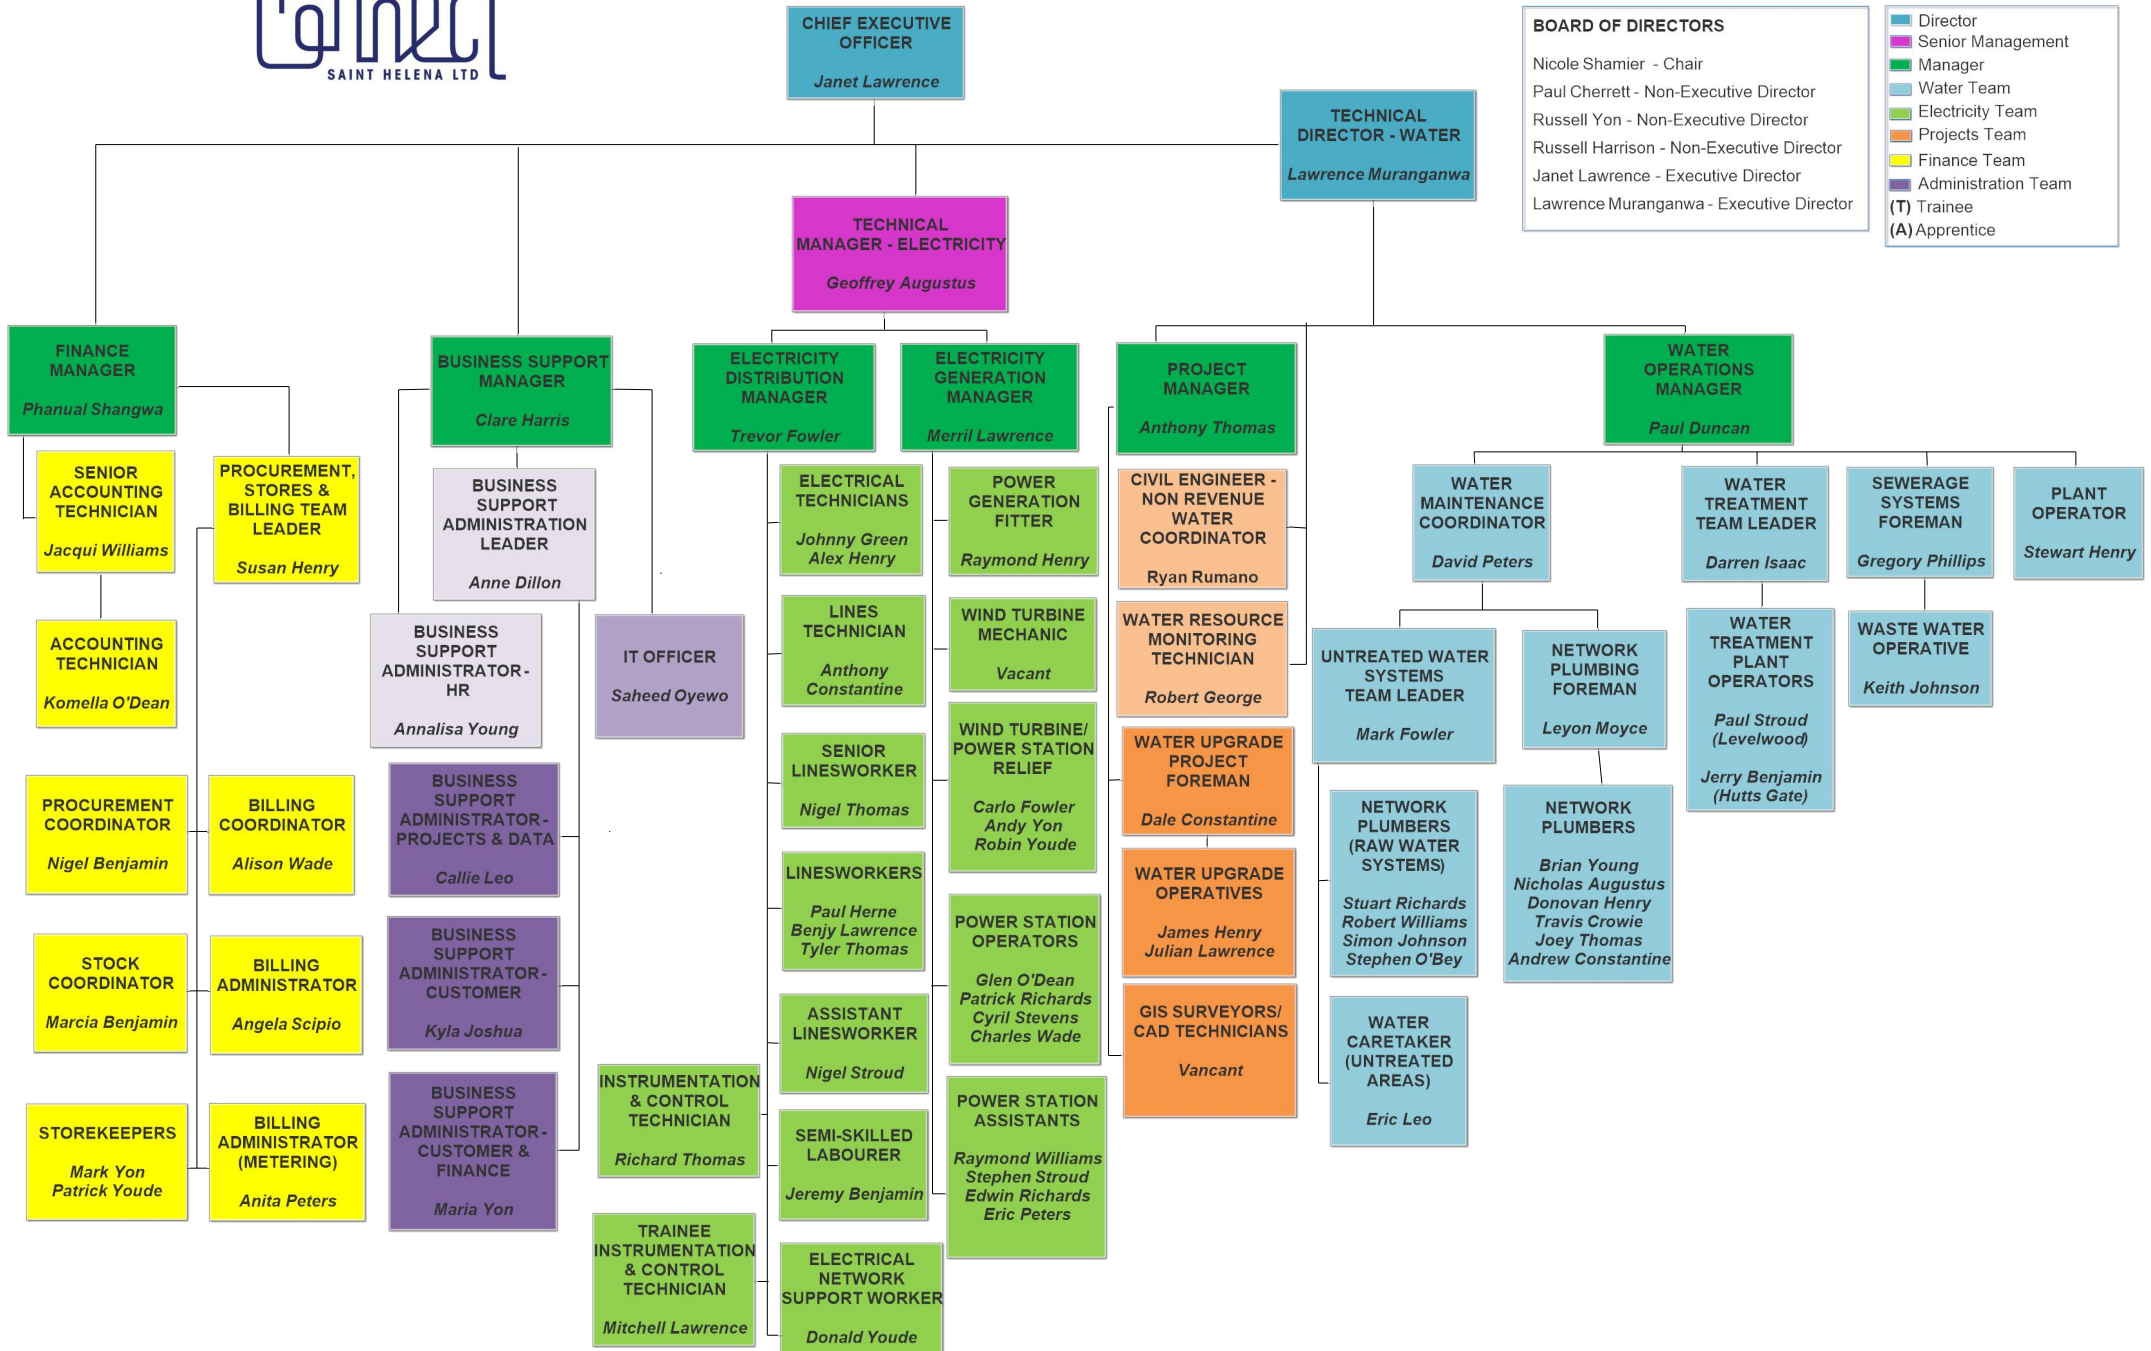 Connect
SAINT HELENA LTD
CHIEF EXECUTIVE
OFFICER
Janet Lawrence
TECHNICAL
DIRECTOR - WATER
Lawrence Muranganwa
BOARD OF DIRECTORS
Nicole Shamier - Chair
Paul Cherrett - Non-Executive Director
Russell Yon - Non-Executive Director
Russell Harrison - Non-Executive Director
Janet Lawrence - Executive Director
Lawrence Muranganwa - Executive Director
Director
Senior Management
Manager
Water Team
Electricity Team
Projects Team
Finance Team
Administration Team
(T) Trainee
(A) Apprentice
TECHNICAL
MANAGER - ELECTRICITY
Geoffrey Augustus
FINANCE
MANAGER
Phanual Shangwa
BUSINESS SUPPORT
MANAGER
Clare Harris
ELECTRICITY
DISTRIBUTION
MANAGER
Trevor Fowler
ELECTRICITY
GENERATION
MANAGER
Merril Lawrence
PROJECT
MANAGER
Anthony Thomas
WATER
OPERATIONS
MANAGER
Paul Duncan
SENIOR
ACCOUNTING
TECHNICIAN
Jacqui Williams
PROCUREMENT,
STORES &
BILLING TEAM
LEADER
Susan Henry
ACCOUNTING
TECHNICIAN
Komella O'Dean
PROCUREMENT
COORDINATOR
Nigel Benjamin
BILLING
COORDINATOR
Alison Wade
STOCK
COORDINATOR
Marcia Benjamin
BILLING
ADMINISTRATOR
Angela Scipio
STOREKEEPERS
Mark Yon
Patrick Youde
BILLING
ADMINISTRATOR
(METERING)
Anita Peters
BUSINESS
SUPPORT
ADMINISTRATION
LEADER
Anne Dillon
BUSINESS
SUPPORT
ADMINISTRATOR-
HR
Annalisa Young
IT OFFICER
Saheed Oyewo
BUSINESS
SUPPORT
ADMINISTRATOR-
PROJECTS & DATA
Callie Leo
BUSINESS
SUPPORT
ADMINISTRATOR-
CUSTOMER
Kyla Joshua
BUSINESS
SUPPORT
ADMINISTRATOR-
CUSTOMER &
FINANCE
Maria Yon
ELECTRICAL
TECHNICIANS
Johnny Green
Alex Henry
LINES
TECHNICIAN
Anthony
Constantine
SENIOR
LINESWORKER
Nigel Thomas
LINESWORKERS
Paul Herne
Benjy Lawrence
Tyler Thomas
ASSISTANT
LINESWORKER
Nigel Stroud
INSTRUMENTATION
& CONTROL
TECHNICIAN
Richard Thomas
SEMI-SKILLED
LABOURER
Jeremy Benjamin
TRAINEE
INSTRUMENTATION
& CONTROL
TECHNICIAN
Mitchell Lawrence
ELECTRICAL
NETWORK
SUPPORT WORKER
Donald Youde
POWER
GENERATION
FITTER
Raymond Henry
WIND TURBINE
MECHANIC
Vacant
WIND TURBINE/
POWER STATION
RELIEF
Carlo Fowler
Andy Yon
Robin Youde
POWER STATION
OPERATORS
Glen O'Dean
Patrick Richards
Cyril Stevens
Charles Wade
POWER STATION
ASSISTANTS
Raymond Williams
Stephen Stroud
Edwin Richards
Eric Peters
CIVIL ENGINEER -
NON REVENUE
WATER
COORDINATOR
Ryan Rumano
WATER RESOURCE
MONITORING
TECHNICIAN
Robert George
WATER UPGRADE
PROJECT
FOREMAN
Dale Constantine
WATER UPGRADE
OPERATIVES
James Henry
Julian Lawrence
GIS SURVEYORS/
CAD TECHNICIANS
Vancant
WATER
MAINTENANCE
COORDINATOR
David Peters
WATER
TREATMENT
TEAM LEADER
Darren Isaac
SEWERAGE
SYSTEMS
FOREMAN
Gregory Phillips
PLANT
OPERATOR
Stewart Henry
UNTREATED WATER
SYSTEMS
TEAM LEADER
Mark Fowler
NETWORK
PLUMBING
FOREMAN
Leyon Moyce
WATER
TREATMENT
PLANT
OPERATORS
Paul Stroud
(Levelwood)
Jerry Benjamin
(Hutts Gate)
WASTE WATER
OPERATIVE
Keith Johnson
NETWORK
PLUMBERS
(RAW WATER
SYSTEMS)
Stuart Richards
Robert Williams
Simon Johnson
Stephen O'Bey
NETWORK
PLUMBERS
Brian Young
Nicholas Augustus
Donovan Henry
Travis Crowie
Joey Thomas
Andrew Constantine
WATER
CARETAKER
(UNTREATED
AREAS)
Eric Leo